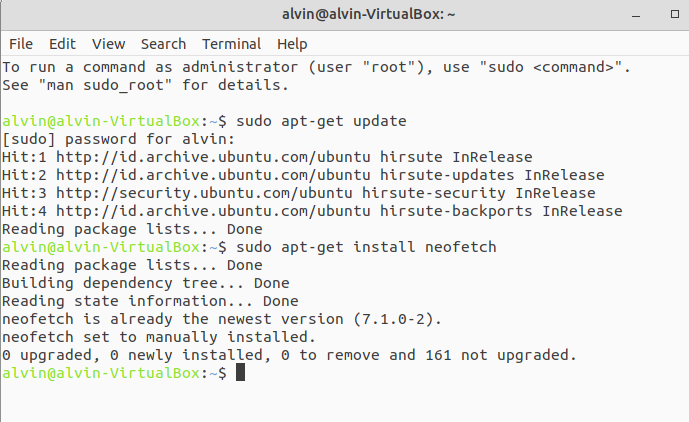 alvin@alvin-VirtualBox: ~
File Edit View Search Terminal Help
To run a command as administrator (user "root"), use "sudo <command>".
See "man sudo_root" for details.
alvin@alvin-VirtualBox:~$ sudo apt-get update
[sudo] password for alvin:
Hit:1 http://id.archive.ubuntu.com/ubuntu hirsute InRelease
Hit:2 http://id.archive.ubuntu.com/ubuntu hirsute-updates InRelease
Hit:3 http://security.ubuntu.com/ubuntu hirsute-security InRelease
Hit:4 http://id.archive.ubuntu.com/ubuntu hirsute-backports InRelease
Reading package lists... Done
alvin@alvin-VirtualBox:~$ sudo apt-get install neofetch
Reading package lists... Done
Building dependency tree... Done
Reading state information... Done
neofetch is already the newest version (7.1.0-2).
neofetch set to manually installed.
0 upgraded, 0 newly installed, 0 to remove and 161 not upgraded.
alvin@alvin-VirtualBox:~$